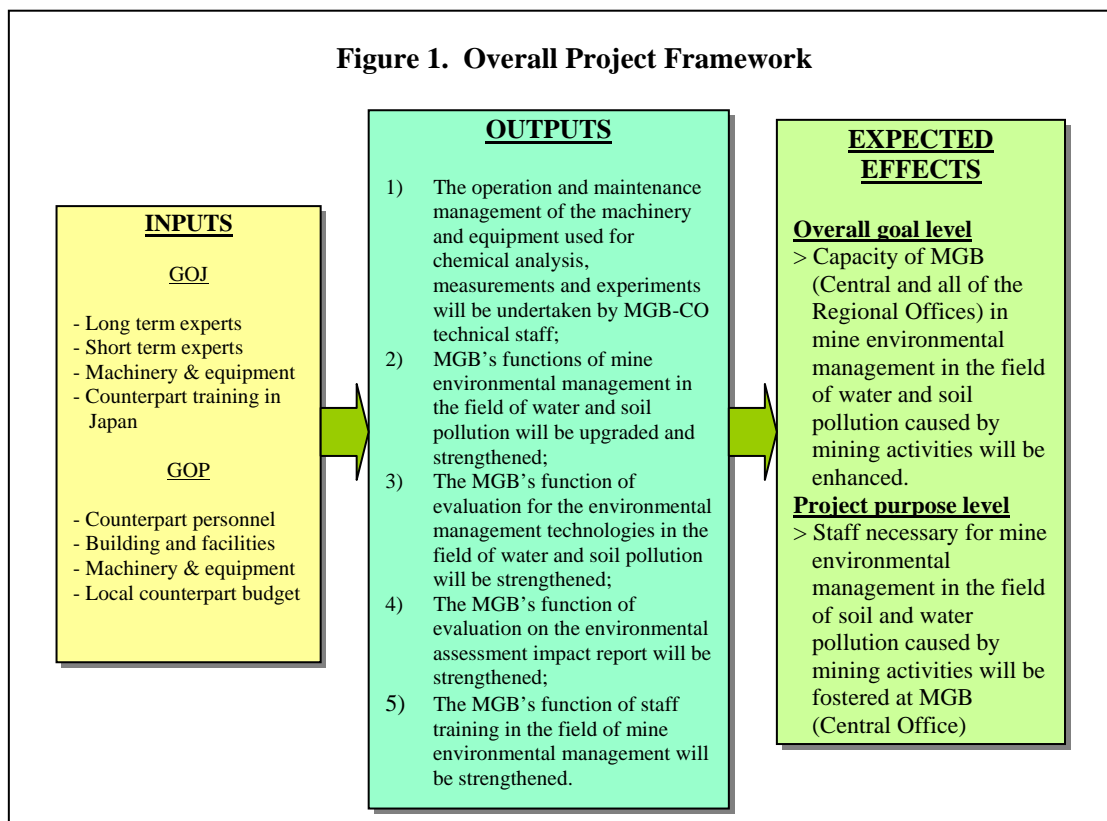 Figure 1. Overall Project Framework
INPUTS
GOJ
- Long term experts
- Short term experts
- Machinery & equipment
- Counterpart training in
Japan
GOP
- Counterpart personnel
- Building and facilities
- Machinery & equipment
- Local counterpart budget
OUTPUTS
1) The operation and maintenance
management of the machinery
and equipment used for
chemical analysis,
measurements and experiments
will be undertaken by MGB-CO
technical staff;
2) MGB's functions of mine
environmental management in
the field of water and soil
pollution will be upgraded and
strengthened;
3) The MGB's function of
evaluation for the environmental
management technologies in the
field of water and soil pollution
will be strengthened;
4) The MGB's function of
evaluation on the environmental
assessment impact report will be
strengthened;
5) The MGB's function of staff
training in the field of mine
environmental management will
be strengthened.
EXPECTED
EFFECTS
Overall goal level
> Capacity of MGB
(Central and all of the
Regional Offices) in
mine environmental
management in the field
of water and soil
pollution caused by
mining activities will be
enhanced.
Project purpose level
> Staff necessary for mine
environmental
management in the field
of soil and water
pollution caused by
mining activities will be
fostered at MGB
(Central Office)